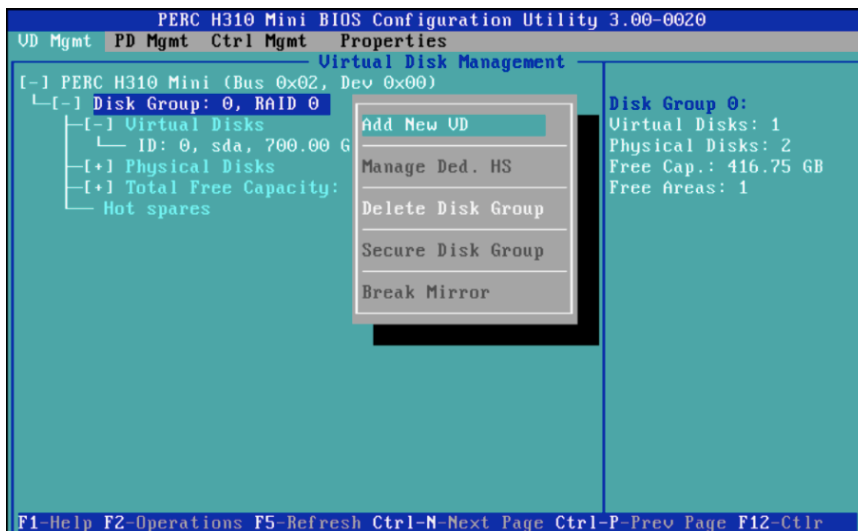 PERC H310 Mini BIOS Configuration Utility 3.00-0020
VD Mgmt PD Mgmt Ctrl Mgmt Properties
Virtual Disk Management
[-] PERC H310 Mini (Bus 0x02, Dev 0x00)
[-] Disk Group: 0, RAID 0
[-] Virtual Disks
ID: 0, sda, 700.00 G
[+] Physical Disks
[+] Total Free Capacity:
Hot spares
Add New VD
Manage Ded. HS
Delete Disk Group
Secure Disk Group
Break Mirror
Disk Group 0:
Virtual Disks: 1
Physical Disks: 2
Free Cap.: 416.75 GB
Free Areas: 1
F1-Help F2-Operations F5-Refresh Ctrl-N-Next Page Ctrl-P-Prev Page F12-Ctlr